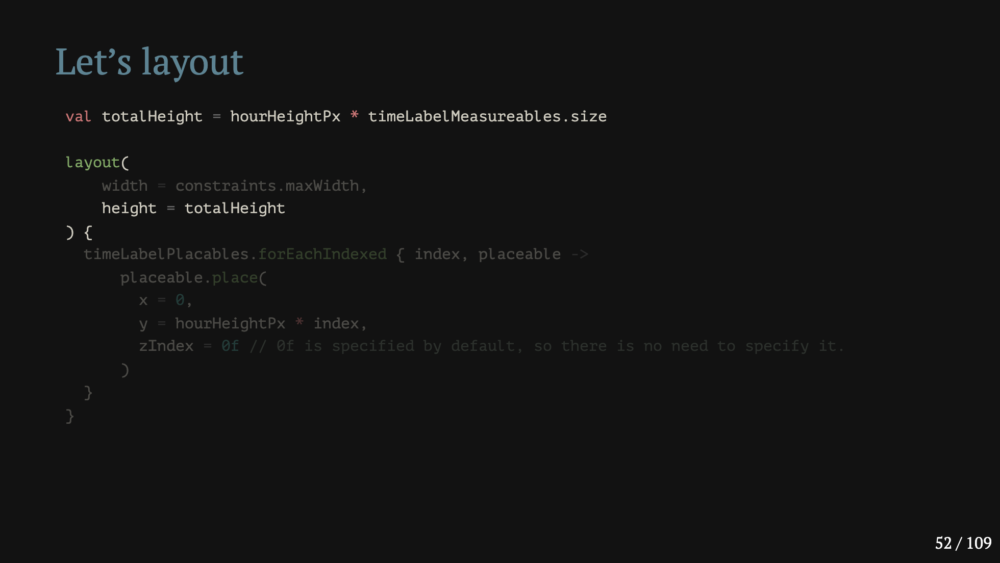 Let’s layout
val totalHeight = hourHeightPx * timeLabelMeasureables.size
layout(
width = constraints.maxWidth,
height = totalHeight
) {
timeLabelPlacables.forEachIndexed { index, placeable ->
placeable.place(
x = 0,
y = hourHeightPx * index,
zIndex = 0f // 0f is specified by default, so there is no need to specify it.
)
}
}
52 / 109